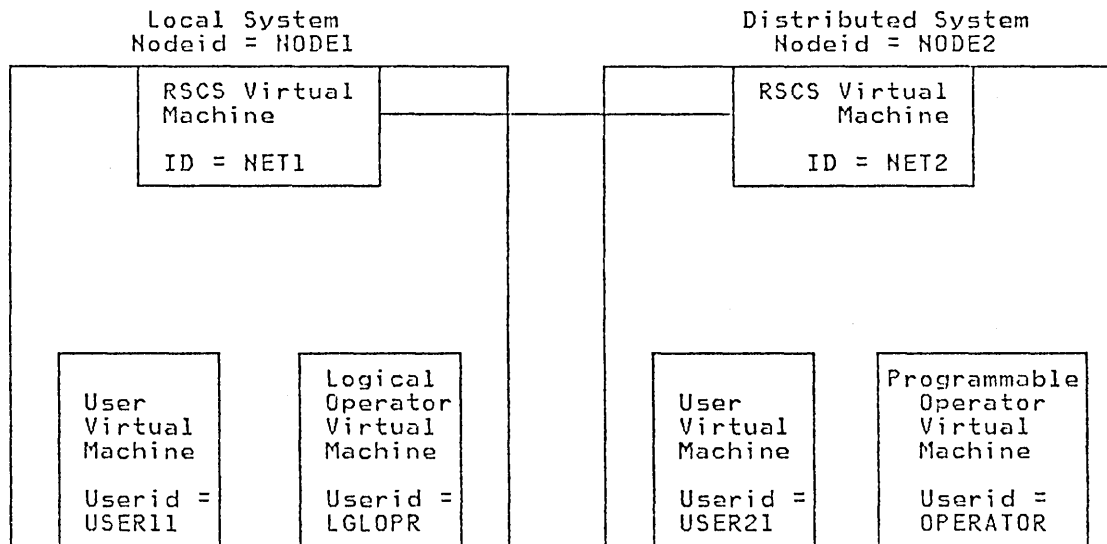 Local System
Nodeid = NODE1
Distributed System
Nodeid = NODE2
RSCS Virtual
Machine
ID = NET1
RSCS Virtual
Machine
ID = NET2
User
Virtual
Machine
Userid =
USER11
Logical
Operator
Virtual
Machine
Userid =
LGLOPR
User
Virtual
Machine
Userid =
USER21
Programmable
Operator
Virtual
Machine
Userid =
OPERATOR